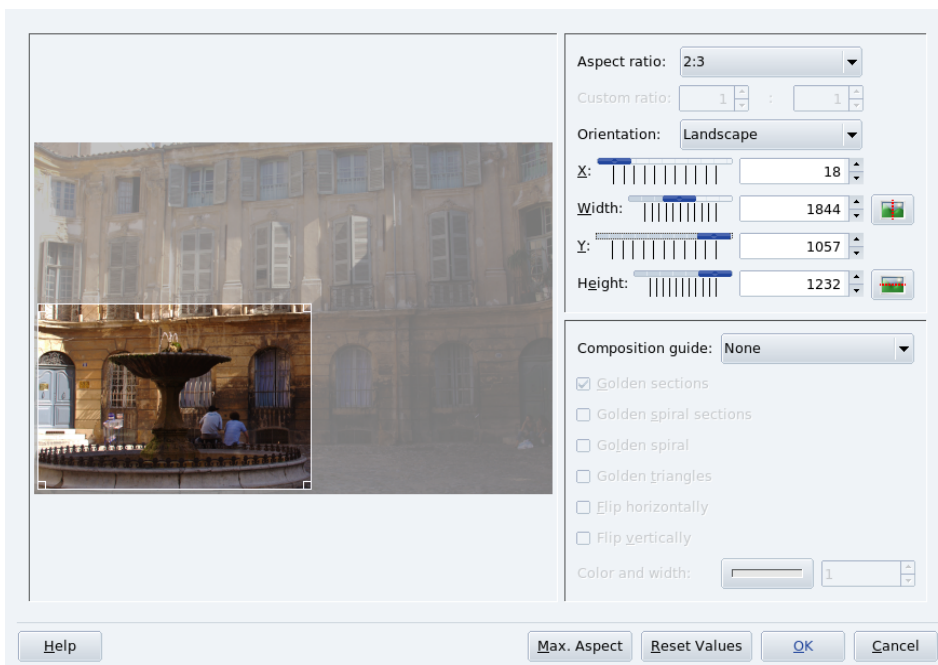 Aspect ratio: 2:3
Custom ratio: 1 : 1
Orientation: Landscape
X: 18
Width: 1844
Y: 1057
Height: 1232
Composition guide: None
Golden sections
Golden spiral sections
Golden spiral
Golden triangles
Flip horizontally
Flip vertically
Color and width: 1
Help Max. Aspect Reset Values OK Cancel